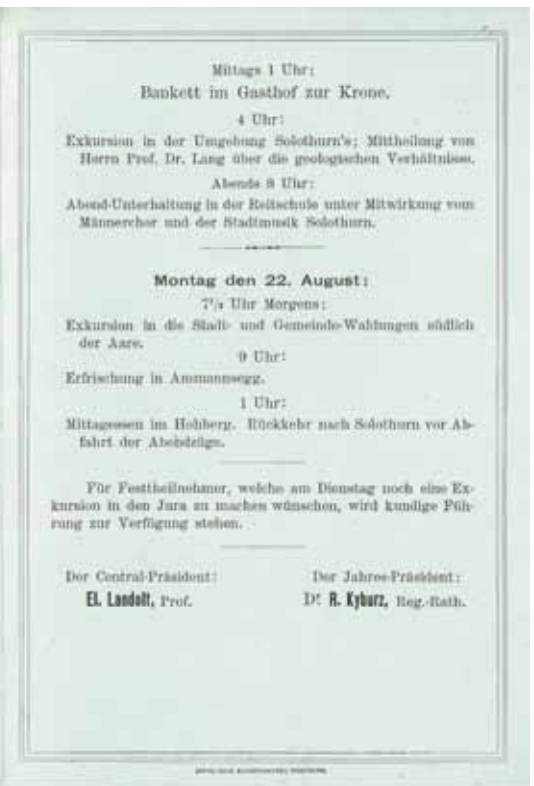 Mittags 1 Uhr:
Bankett im Gasthof zur Krone.
4 Uhr:
Exkursion in der Umgebung Solothurn's; Mittheilung von
Herrn Prof. Dr. Lang über die geologischen Verhältnisse.
Abends 8 Uhr:
Abend-Unterhaltung in der Reitschule unter Mitwirkung vom
Männerchor und der Stadtmusik Solothurn.
Montag den 22. August:
7¼ Uhr Morgens:
Exkursion in die Stadt- und Gemeinde-Waldungen südlich
der Aare.
9 Uhr:
Erfrischung in Ammannsegg.
1 Uhr:
Mittagessen im Hohberg. Rückkehr nach Solothurn vor Ab-
fahrt der Abendzüge.
Für Festtheilnehmer, welche am Dienstag noch eine Ex-
kursion in den Jura zu machen wünschen, wird kundige Füh-
rung zur Verfügung stehen.
Der Central-Präsident: Der Jahres-Präsident:
El. Landolt, Prof. Dr. R. Kyburz, Reg.-Rath.